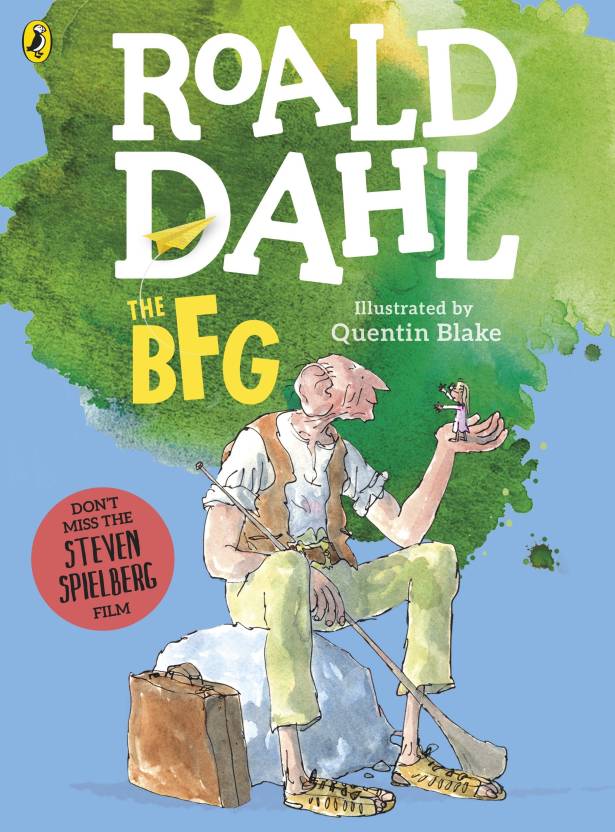 ROALD
DAHL
THE
BFG
Illustrated by
Quentin Blake
DON'T
MISS THE
STEVEN
SPIELBERG
FILM